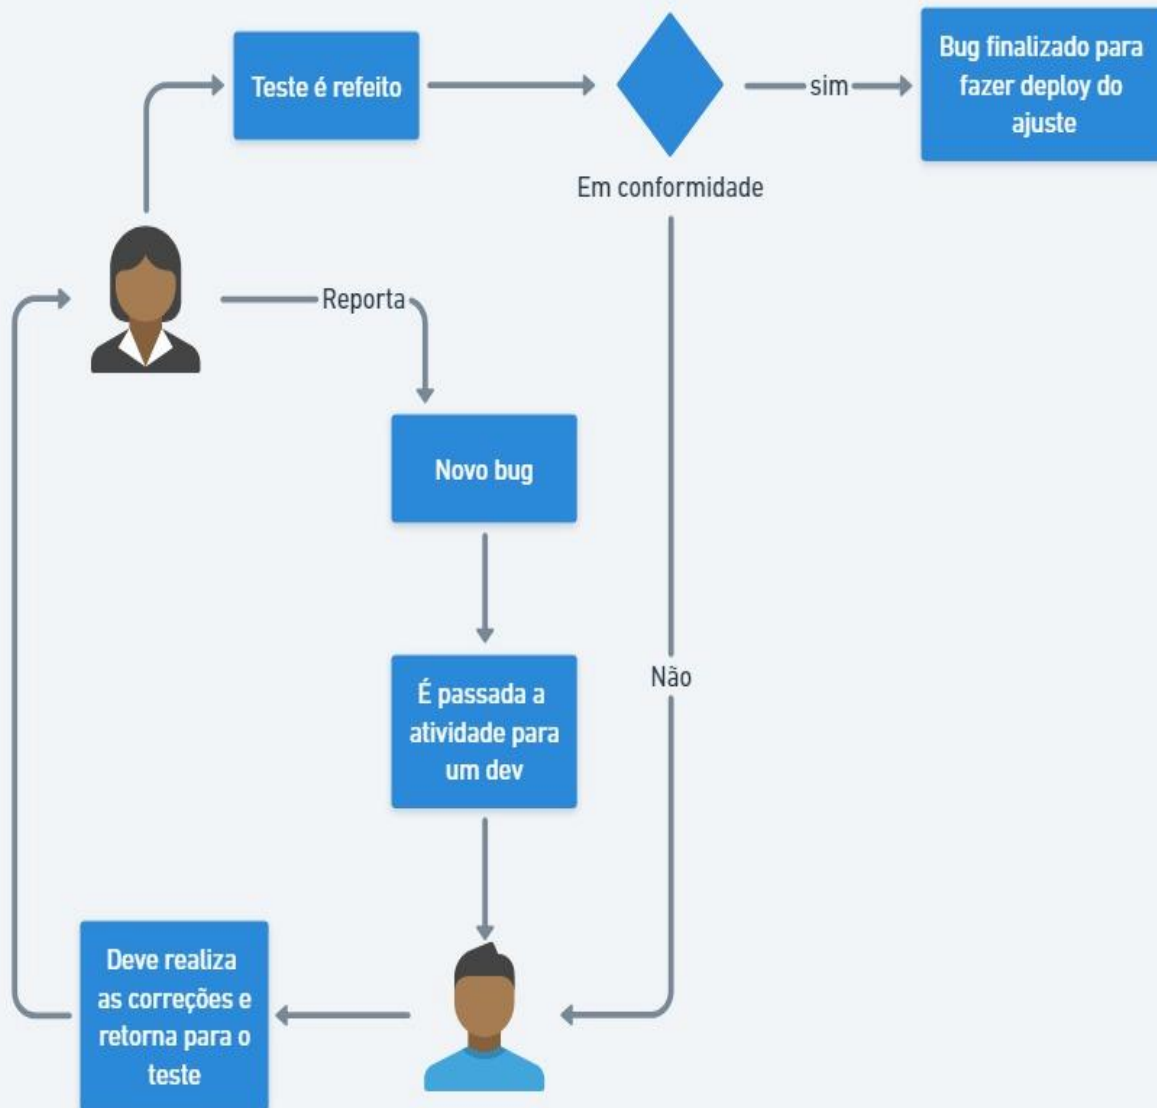 Teste é refeito
sim
Bug finalizado para
fazer deploy do
ajuste
Em conformidade
Reporta
Novo bug
É passada a
atividade para
um dev
Não
Deve realiza
as correções e
retorna para o
teste